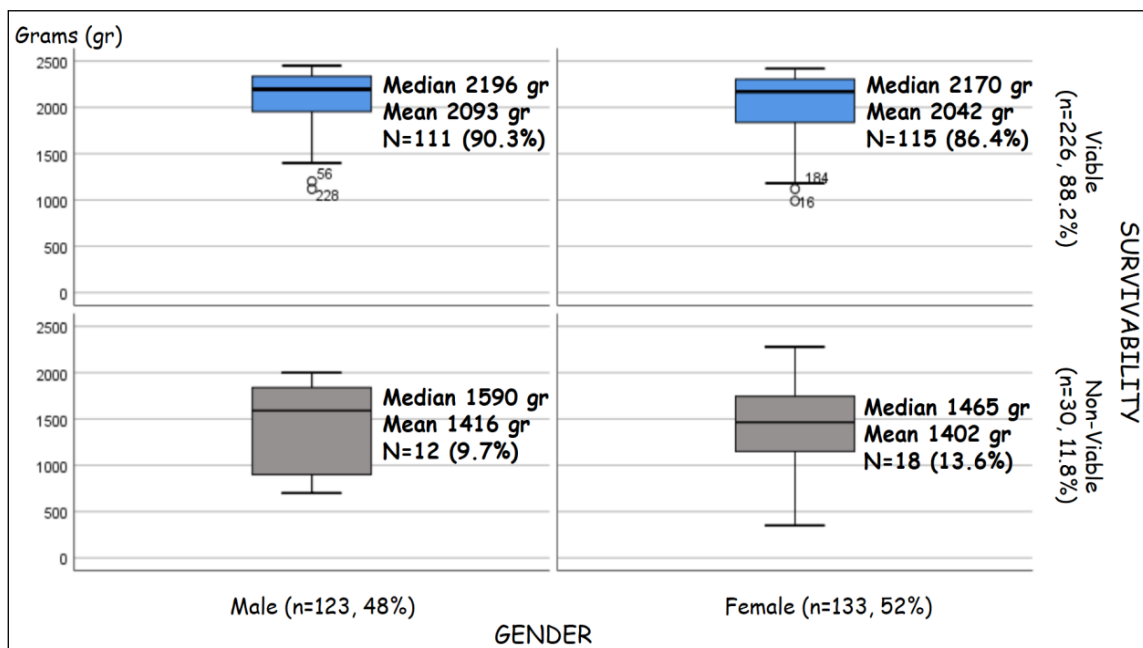 Grams (gr)
2500
2000
1500
1000
500
0
Median 2196 gr
Mean 2093 gr
N=111 (90.3%)
56
228
Median 2170 gr
Mean 2042 gr
N=115 (86.4%)
184
16
Viable
(n=226, 88.2%)
2500
2000
1500
1000
500
0
Median 1590 gr
Mean 1416 gr
N=12 (9.7%)
Median 1465 gr
Mean 1402 gr
N=18 (13.6%)
Non-Viable
(n=30, 11.8%)
SURVIVABILITY
Male (n=123, 48%)
Female (n=133, 52%)
GENDER